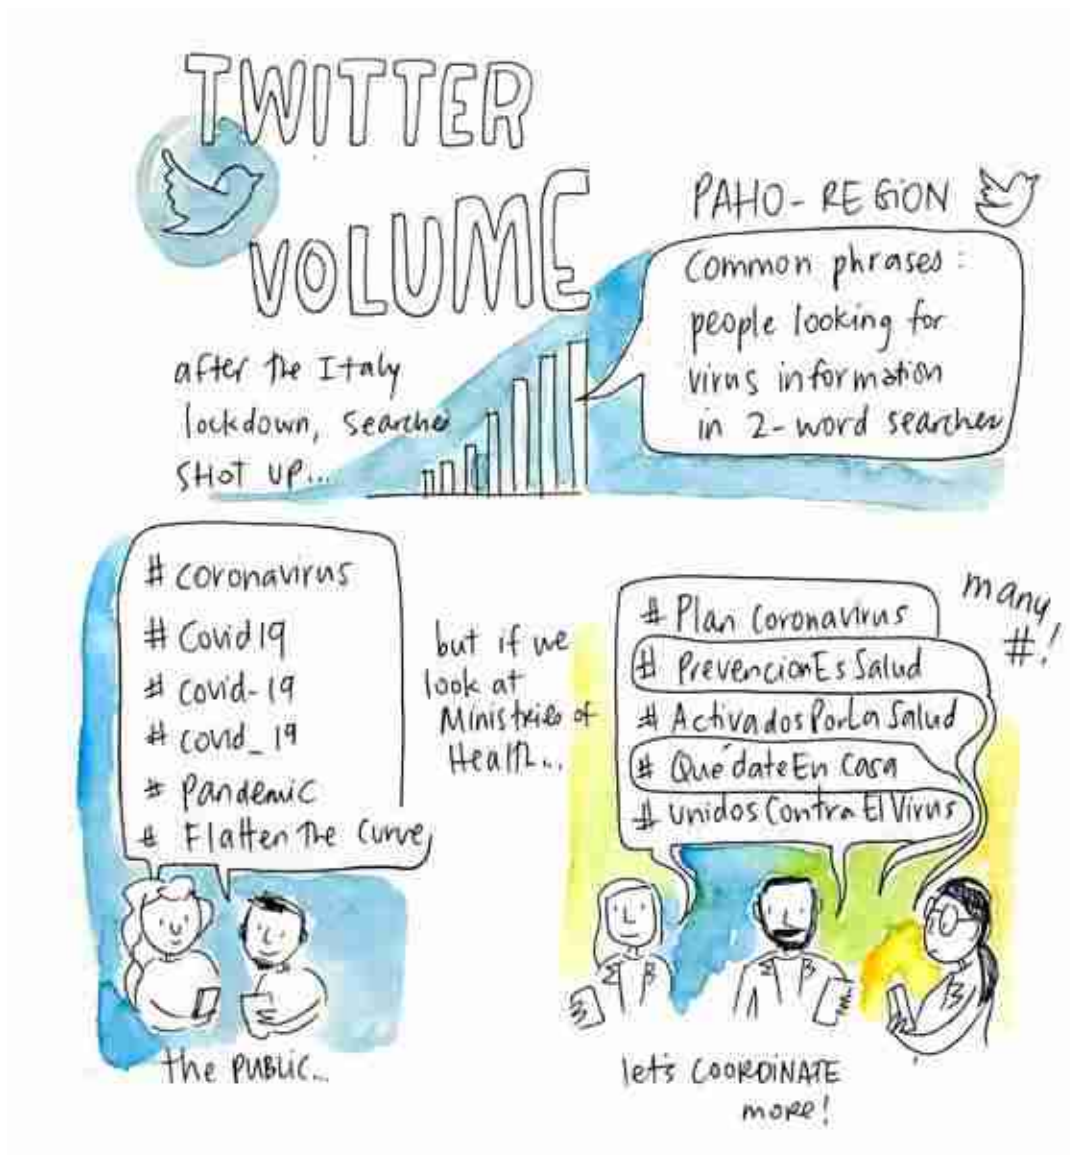 TWITTER
VOLUME
after the Italy
lockdown, searches
SHOT UP...
PAHO-REGION
Common phrases:
people looking for
virus information
in 2-word searches
# coronavirus
# Covid19
# covid-19
# covid_19
# Pandemic
# Flatten The Curve
the PUBLIC...
but if we
look at
Ministries of
Health...
# Plan Coronavirus
# PrevencionEsSalud
# ActivadosPorLaSalud
# QuédateEn Casa
# unidosContraElVirus
many
#!
let's COORDINATE
more!